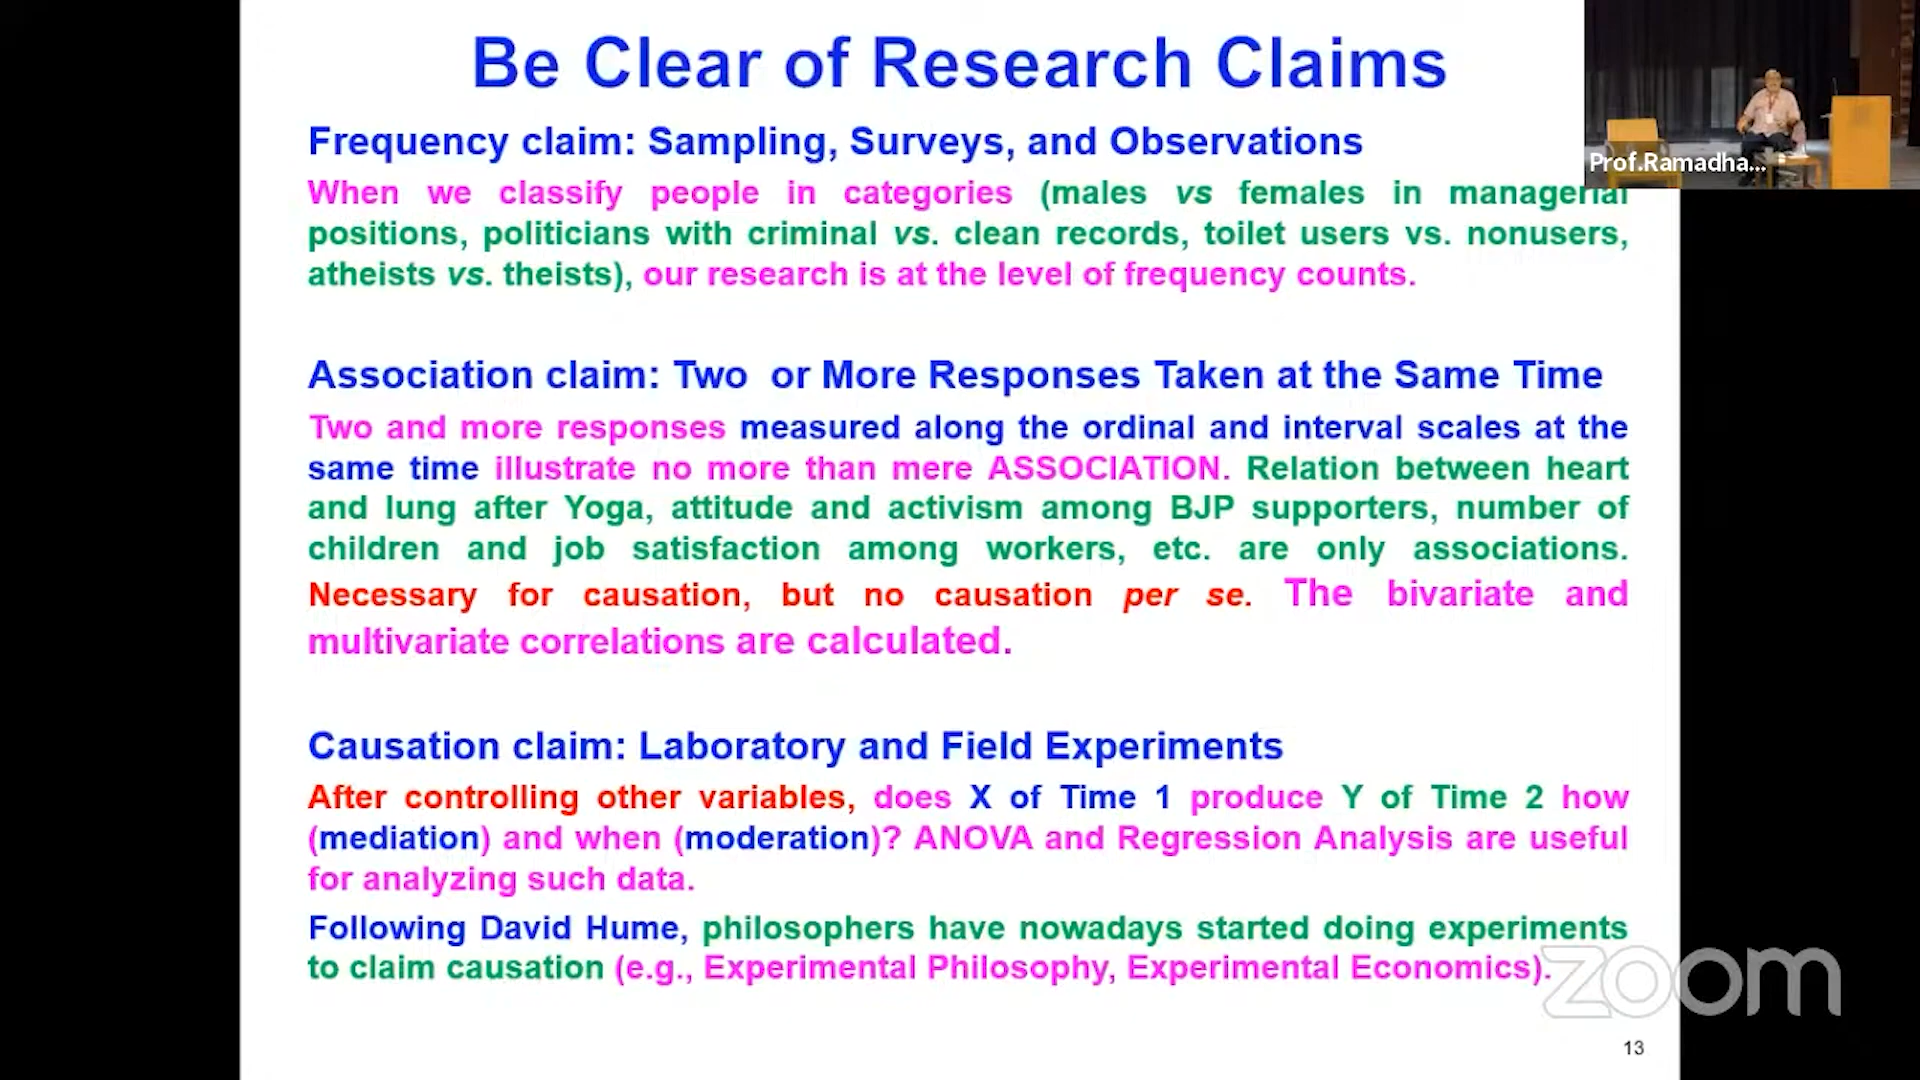 Be Clear of Research Claims
Prof.Ramadha...
Frequency claim: Sampling, Surveys, and Observations
When we classify people in categories (males vs females in managerial
positions, politicians with criminal vs. clean records, toilet users vs. nonusers,
atheists vs. theists), our research is at the level of frequency counts.
Association claim: Two or More Responses Taken at the Same Time
Two and more responses measured along the ordinal and interval scales at the
same time illustrate no more than mere ASSOCIATION. Relation between heart
and lung after Yoga, attitude and activism among BJP supporters, number of
children and job satisfaction among workers, etc. are only associations.
Necessary for causation, but no causation per se. The bivariate and
multivariate correlations are calculated.
Causation claim: Laboratory and Field Experiments
After controlling other variables, does X of Time 1 produce Y of Time 2 how
(mediation) and when (moderation)? ANOVA and Regression Analysis are useful
for analyzing such data.
Following David Hume, philosophers have nowadays started doing experiments
to claim causation (e.g., Experimental Philosophy, Experimental Economics).
zoom
13